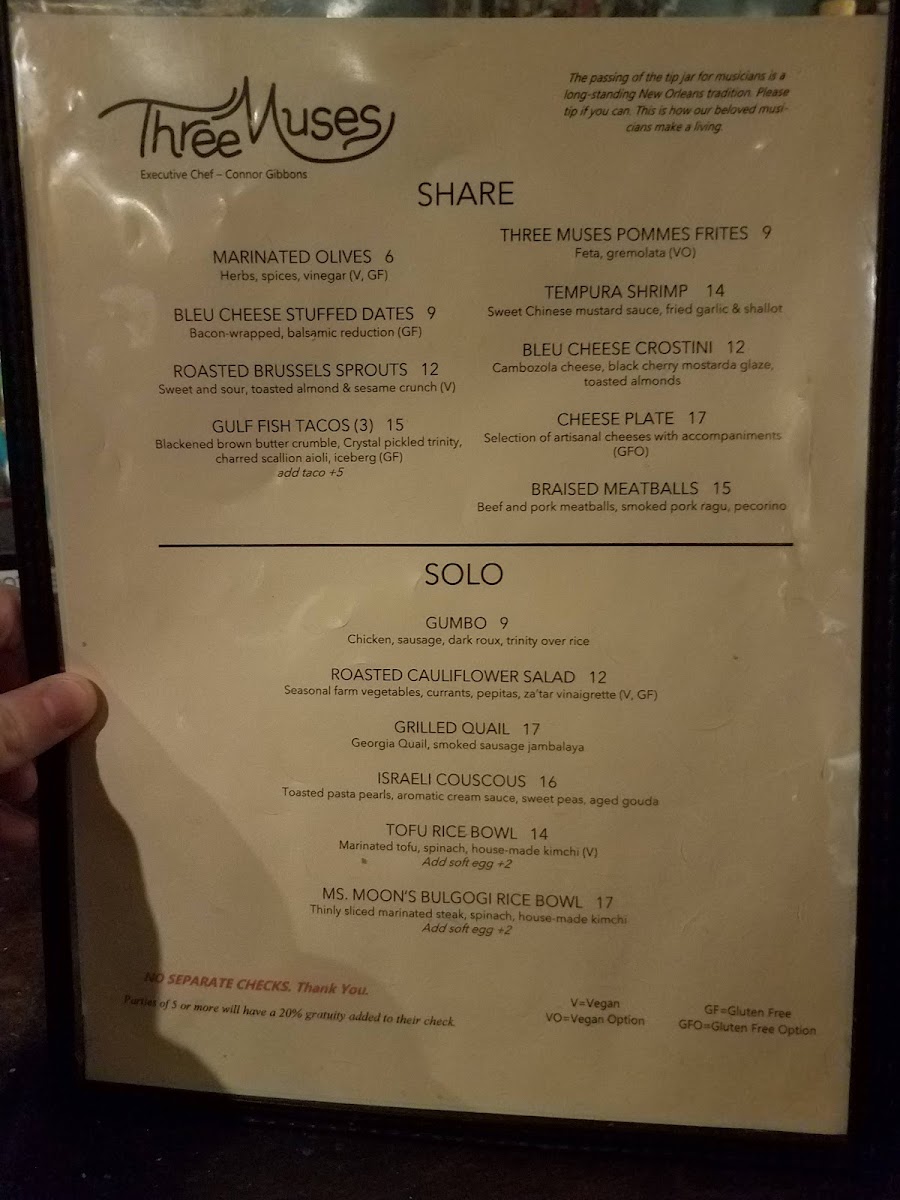 Three Muses
Executive Chef – Connor Gibbons
The passing of the tip jar for musicians is a
long-standing New Orleans tradition. Please
tip if you can. This is how our beloved musi-
cians make a living.
SHARE
MARINATED OLIVES 6
Herbs, spices, vinegar (V, GF)
BLEU CHEESE STUFFED DATES 9
Bacon-wrapped, balsamic reduction (GF)
ROASTED BRUSSELS SPROUTS 12
Sweet and sour, toasted almond & sesame crunch (V)
GULF FISH TACOS (3) 15
Blackened brown butter crumble, Crystal pickled trinity,
charred scallion aioli, iceberg (GF)
add taco +5
THREE MUSES POMMES FRITES 9
Feta, gremolata (VO)
TEMPURA SHRIMP 14
Sweet Chinese mustard sauce, fried garlic & shallot
BLEU CHEESE CROSTINI 12
Cambozola cheese, black cherry mostarda glaze,
toasted almonds
CHEESE PLATE 17
Selection of artisanal cheeses with accompaniments
(GFO)
BRAISED MEATBALLS 15
Beef and pork meatballs, smoked pork ragu, pecorino
SOLO
GUMBO 9
Chicken, sausage, dark roux, trinity over rice
ROASTED CAULIFLOWER SALAD 12
Seasonal farm vegetables, currants, pepitas, za'tar vinaigrette (V, GF)
GRILLED QUAIL 17
Georgia Quail, smoked sausage jambalaya
ISRAELI COUSCOUS 16
Toasted pasta pearls, aromatic cream sauce, sweet peas, aged gouda
TOFU RICE BOWL 14
Marinated tofu, spinach, house-made kimchi (V)
Add soft egg +2
MS. MOON'S BULGOGI RICE BOWL 17
Thinly sliced marinated steak, spinach, house-made kimchi
Add soft egg +2
NO SEPARATE CHECKS. Thank You.
Parties of 5 or more will have a 20% gratuity added to their check.
V=Vegan
VO=Vegan Option
GF=Gluten Free
GFO=Gluten Free Option